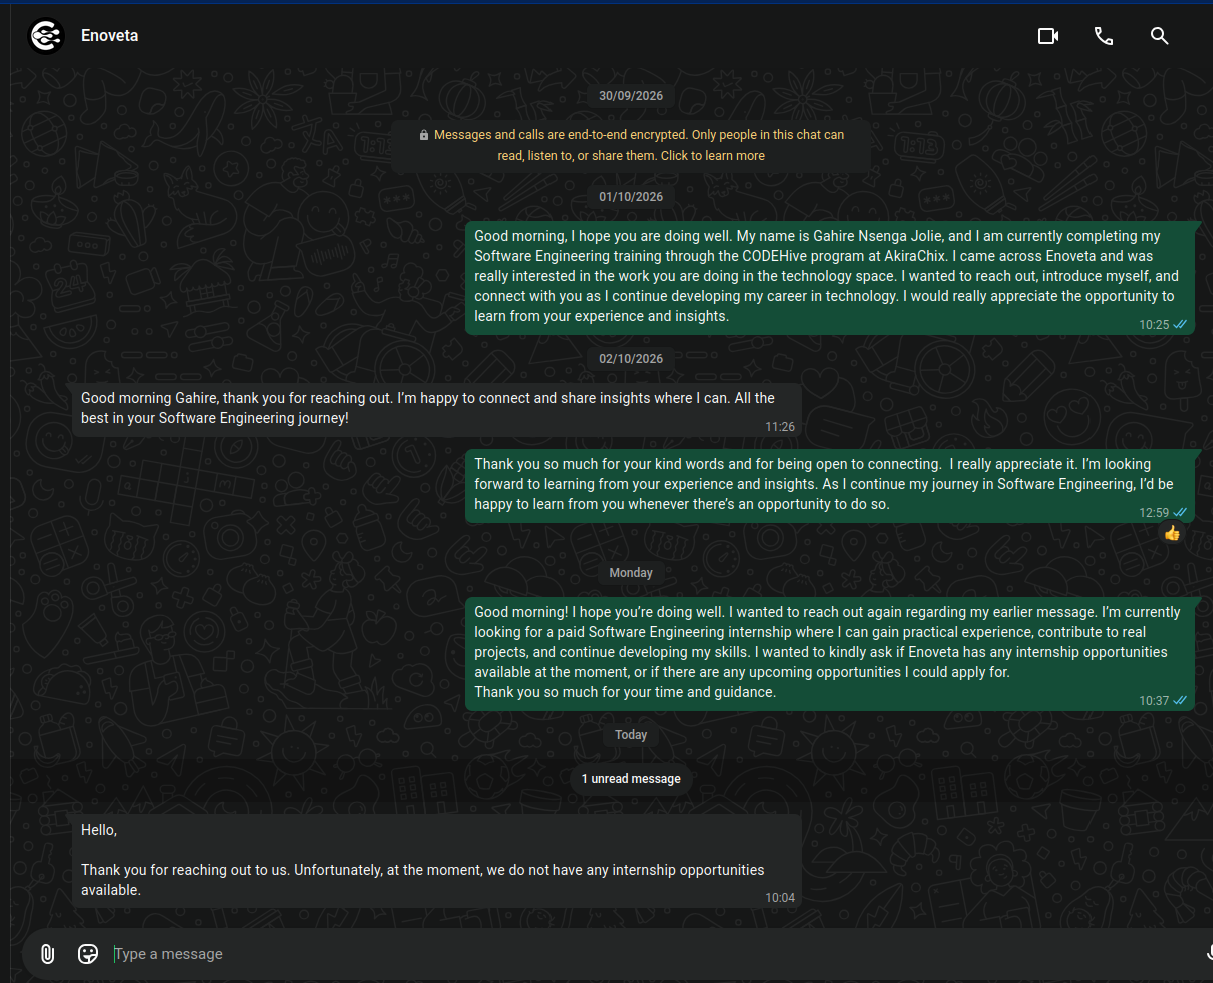 Enoveta
30/09/2026
Messages and calls are end-to-end encrypted. Only people in this chat can
read, listen to, or share them. Click to learn more
01/10/2026
Good morning, I hope you are doing well. My name is Gahire Nsenga Jolie, and I am currently completing my
Software Engineering training through the CODEHive program at AkiraChix. I came across Enoveta and was
really interested in the work you are doing in the technology space. I wanted to reach out, introduce myself, and
connect with you as I continue developing my career in technology. I would really appreciate the opportunity to
learn from your experience and insights.
10:25
02/10/2026
Good morning Gahire, thank you for reaching out. I’m happy to connect and share insights where I can. All the
best in your Software Engineering journey!
11:26
Thank you so much for your kind words and for being open to connecting.  I really appreciate it. I’m looking
forward to learning from your experience and insights. As I continue my journey in Software Engineering, I’d be
happy to learn from you whenever there’s an opportunity to do so.
12:59
Monday
Good morning! I hope you’re doing well. I wanted to reach out again regarding my earlier message. I’m currently
looking for a paid Software Engineering internship where I can gain practical experience, contribute to real
projects, and continue developing my skills. I wanted to kindly ask if Enoveta has any internship opportunities
available at the moment, or if there are any upcoming opportunities I could apply for.
Thank you so much for your time and guidance.
10:37
Today
1 unread message
Hello,
Thank you for reaching out to us. Unfortunately, at the moment, we do not have any internship opportunities
available.
10:04
Type a message